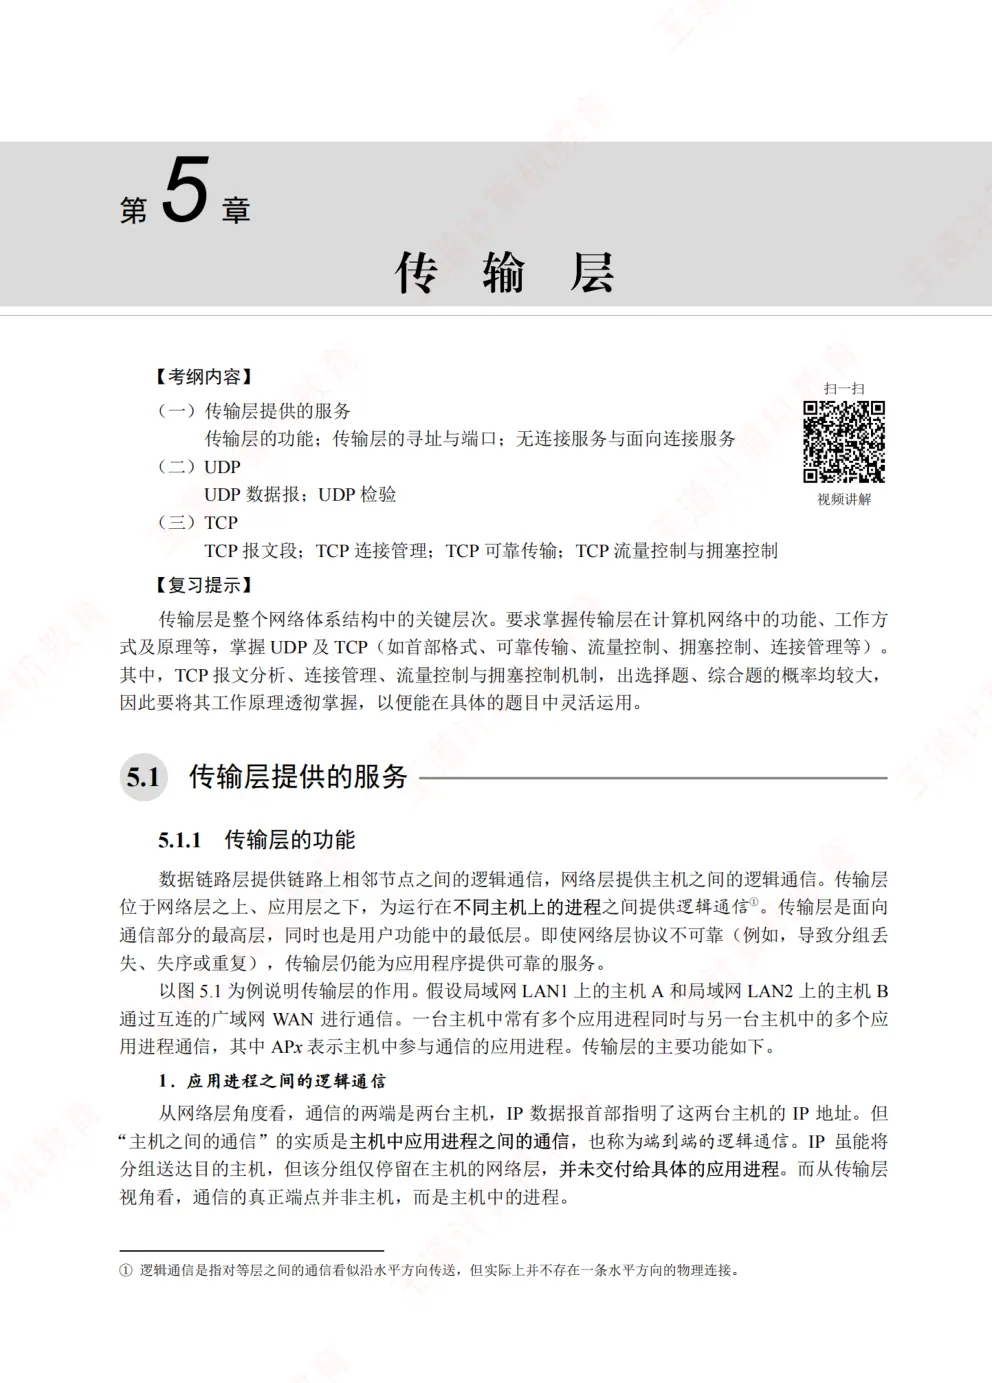 第5章
传 输 层
【考纲内容】
扫一扫
（一）传输层提供的服务
传输层的功能；传输层的寻址与端口；无连接服务与面向连接服务
（二）UDP
UDP 数据报；UDP 检验
视频讲解
（三）TCP
TCP 报文段；TCP 连接管理；TCP 可靠传输；TCP 流量控制与拥塞控制
【复习提示】
传输层是整个网络体系结构中的关键层次。要求掌握传输层在计算机网络中的功能、工作方
式及原理等，掌握 UDP 及 TCP（如首部格式、可靠传输、流量控制、拥塞控制、连接管理等）。
其中，TCP 报文分析、连接管理、流量控制与拥塞控制机制，出选择题、综合题的概率均较大，
因此要将其工作原理透彻掌握，以便能在具体的题目中灵活运用。
5.1 传输层提供的服务
5.1.1 传输层的功能
数据链路层提供链路上相邻节点之间的逻辑通信，网络层提供主机之间的逻辑通信。传输层
位于网络层之上、应用层之下，为运行在不同主机上的进程之间提供逻辑通信①。传输层是面向
通信部分的最高层，同时也是用户功能中的最低层。即使网络层协议不可靠（例如，导致分组丢
失、失序或重复），传输层仍能为应用程序提供可靠的服务。
以图 5.1 为例说明传输层的作用。假设局域网 LAN1 上的主机 A 和局域网 LAN2 上的主机 B
通过互连的广域网 WAN 进行通信。一台主机中常有多个应用进程同时与另一台主机中的多个应
用进程通信，其中 APx 表示主机中参与通信的应用进程。传输层的主要功能如下。
1．应用进程之间的逻辑通信
从网络层角度看，通信的两端是两台主机，IP 数据报首部指明了这两台主机的 IP 地址。但
“主机之间的通信”的实质是主机中应用进程之间的通信，也称为端到端的逻辑通信。IP 虽能将
分组送达目的主机，但该分组仅停留在主机的网络层，并未交付给具体的应用进程。而从传输层
视角看，通信的真正端点并非主机，而是主机中的进程。
① 逻辑通信是指对等层之间的通信看似沿水平方向传送，但实际上并不存在一条水平方向的物理连接。
王道计算机教育